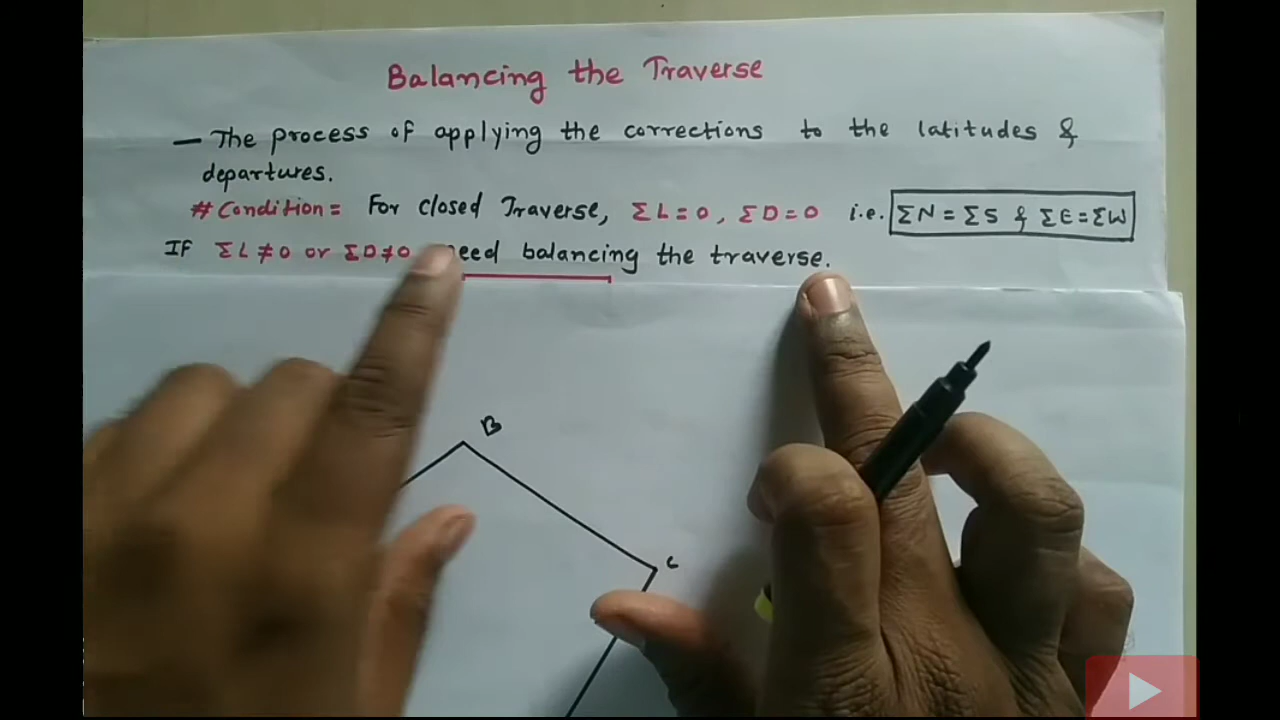 Balancing the Traverse
— The process of applying the corrections to the latitudes &
departures.
# Condition= For closed Traverse, ΣL=0, ΣD=0 i.e. ΣN=ΣS & ΣE=ΣW
If ΣL≠0 or ΣD≠0 need balancing the traverse.
B
C